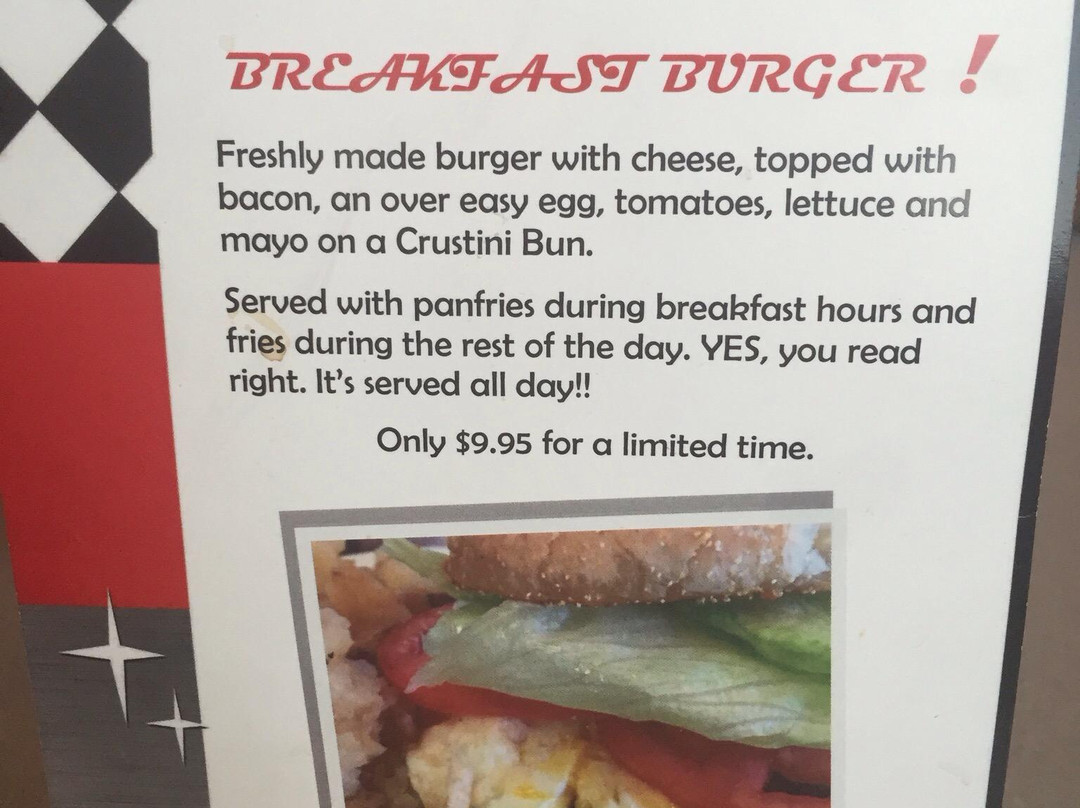 BREAKFAST BURGER !
Freshly made burger with cheese, topped with
bacon, an over easy egg, tomatoes, lettuce and
mayo on a Crustini Bun.
Served with panfries during breakfast hours and
fries during the rest of the day. YES, you read
right. It's served all day!!
Only $9.95 for a limited time.